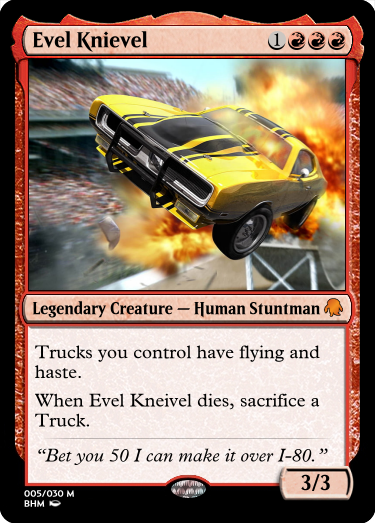 Evel Knievel 1
Legendary Creature — Human Stuntman
Trucks you control have flying and
haste.
When Evel Kneivel dies, sacrifice a
Truck.
“Bet you 50 I can make it over I-80.”
3/3
005/030 M
BHM